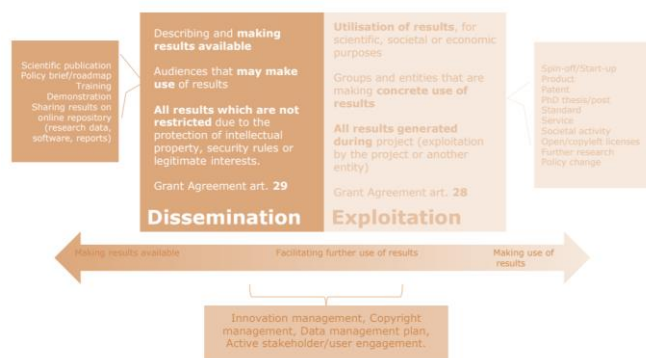 Scientific publication
Policy brief/roadmap
Training
Demonstration
Sharing results on
online repository
(research data,
software, reports)
Describing and making
results available
Audiences that may make
use of results
All results which are not
restricted due to the
protection of intellectual
property, security rules or
legitimate interests.
Grant Agreement art. 29
Dissemination
Utilisation of results, for
scientific, societal or economic
purposes
Groups and entities that are
making concrete use of
results
All results generated
during project (exploitation
by the project or another
entity)
Grant Agreement art. 28
Exploitation
Spin-off/Start-up
Product
Patent
PhD thesis/post
Standard
Service
Societal activity
Open/copyleft licenses
Further research
Policy change
Making results available
Facilitating further use of results
Making use of
results
Innovation management, Copyright
management, Data management plan,
Active stakeholder/user engagement.